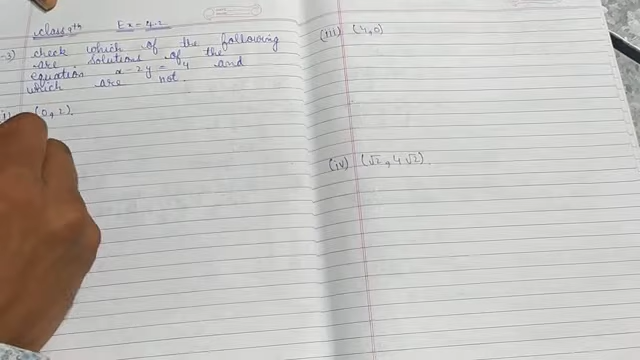 class 9th Ex - 4.2
-3) check which of the following
are solutions of the
equation x-2y = 4 and
which are not.
(0, 2).
(iii) (4,0)
(iv) (√2, 4√2).